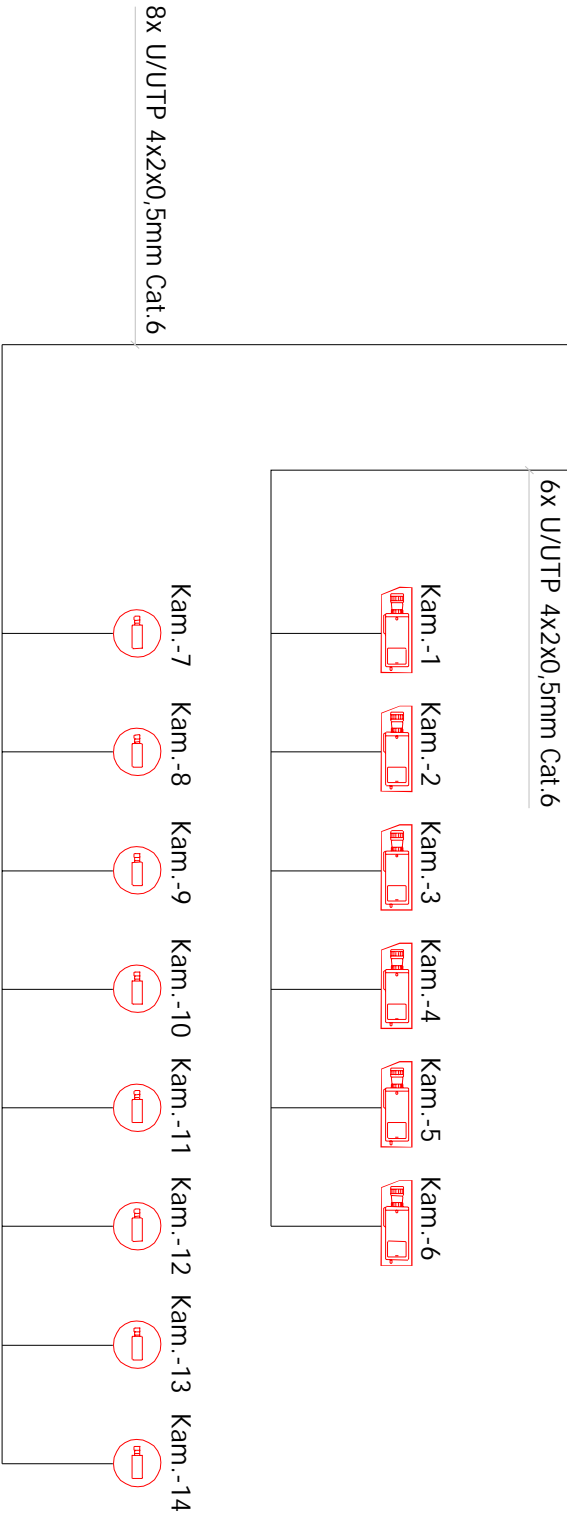 6x U/UTP 4x2x0,5mm Cat.6
Kam.-1
Kam.-2
Kam.-3
Kam.-4
Kam.-5
Kam.-6
8x U/UTP 4x2x0,5mm Cat.6
Kam.-7
Kam.-8
Kam.-9
Kam.-10
Kam.-11
Kam.-12
Kam.-13
Kam.-14